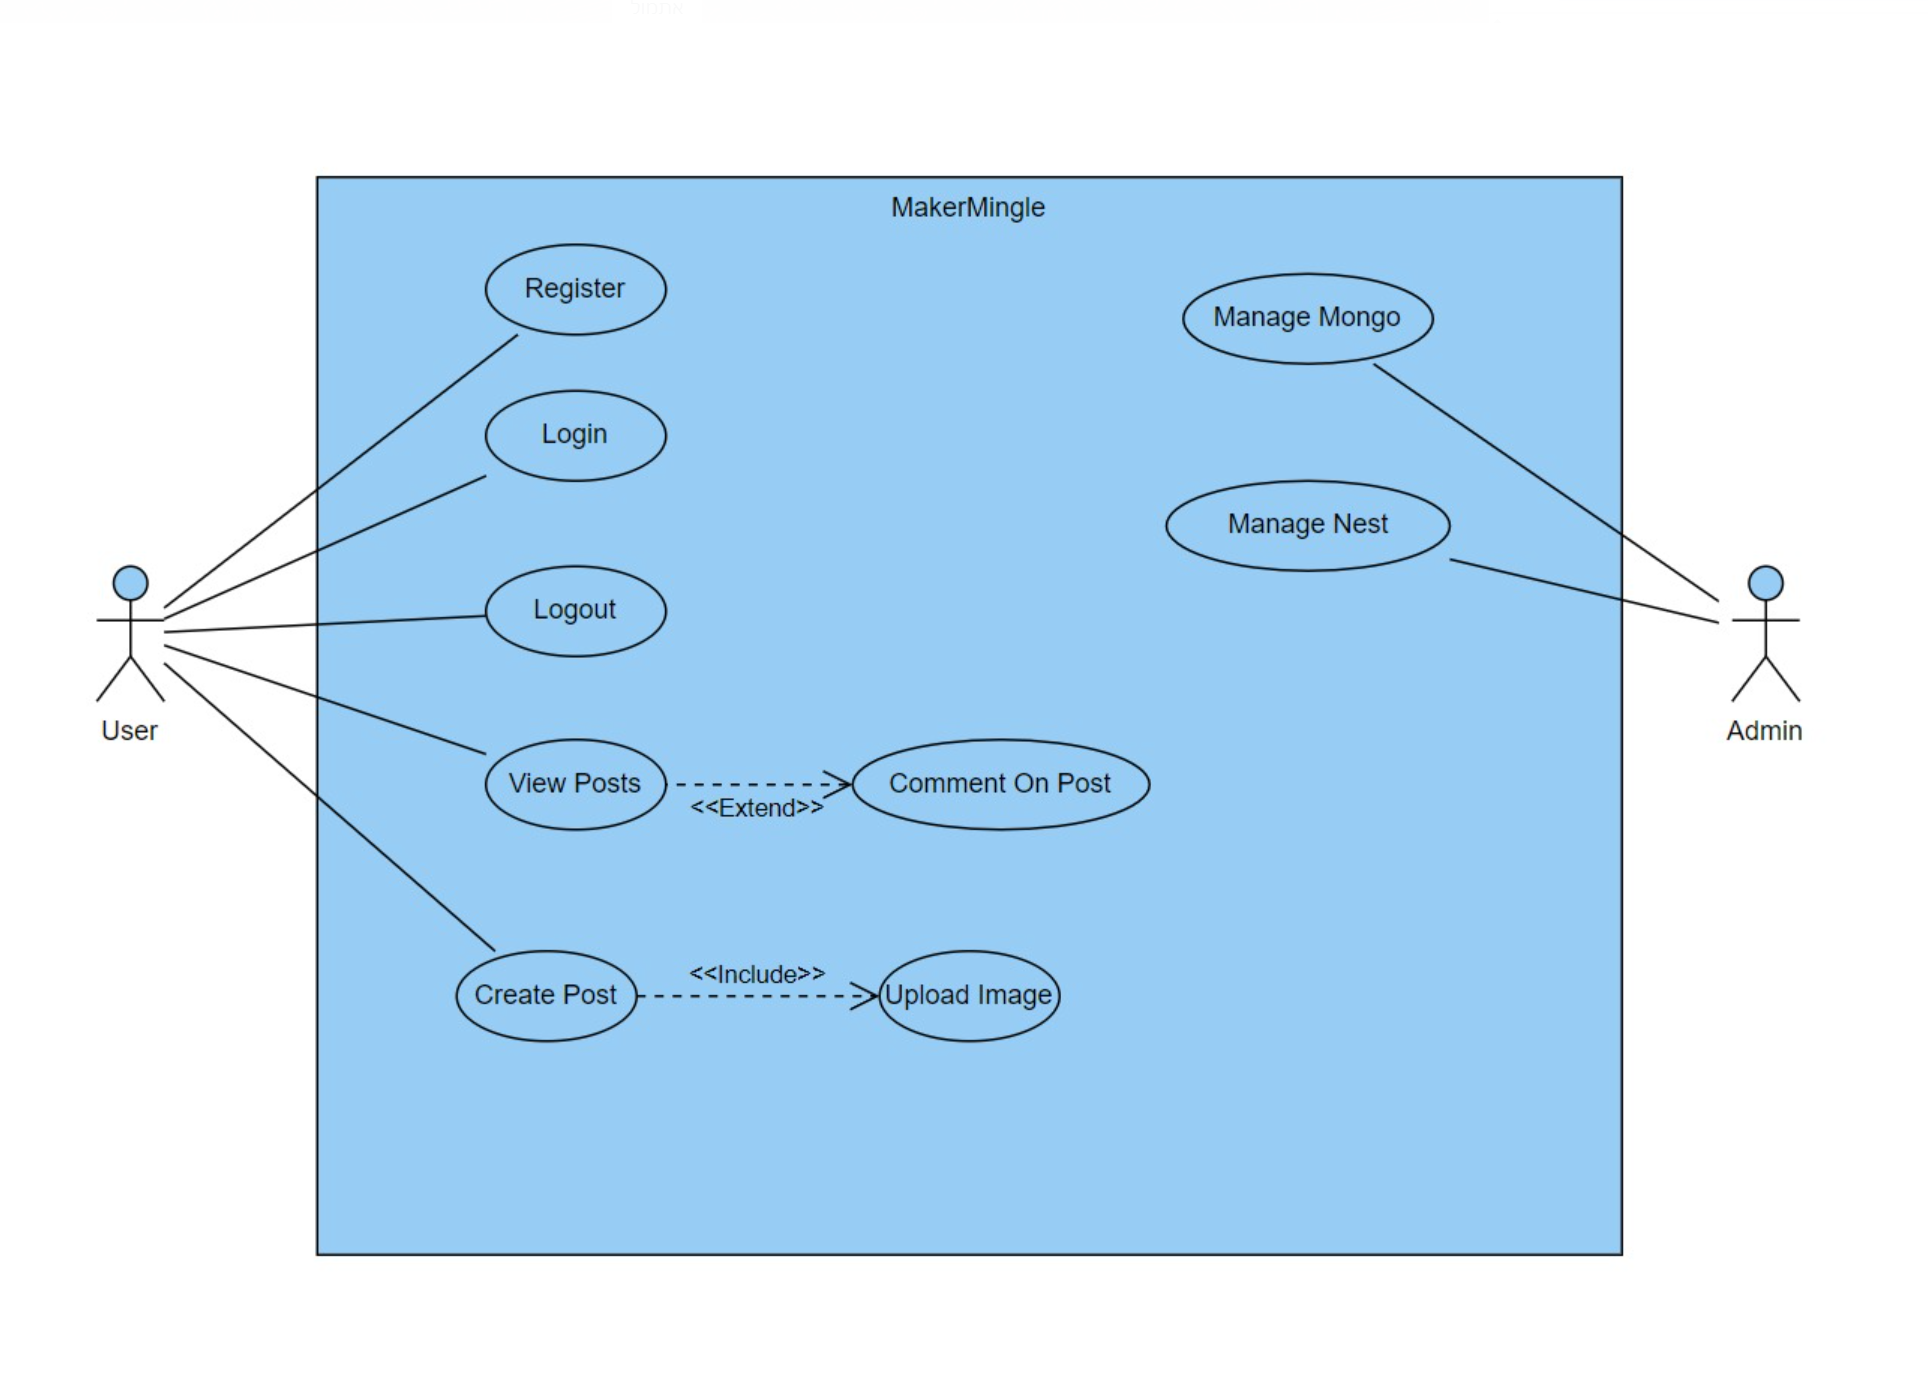 MakerMingle
Register
Manage Mongo
Login
Manage Nest
Logout
User
Admin
View Posts
<<Extend>>
Comment On Post
<<Include>>
Create Post
Upload Image